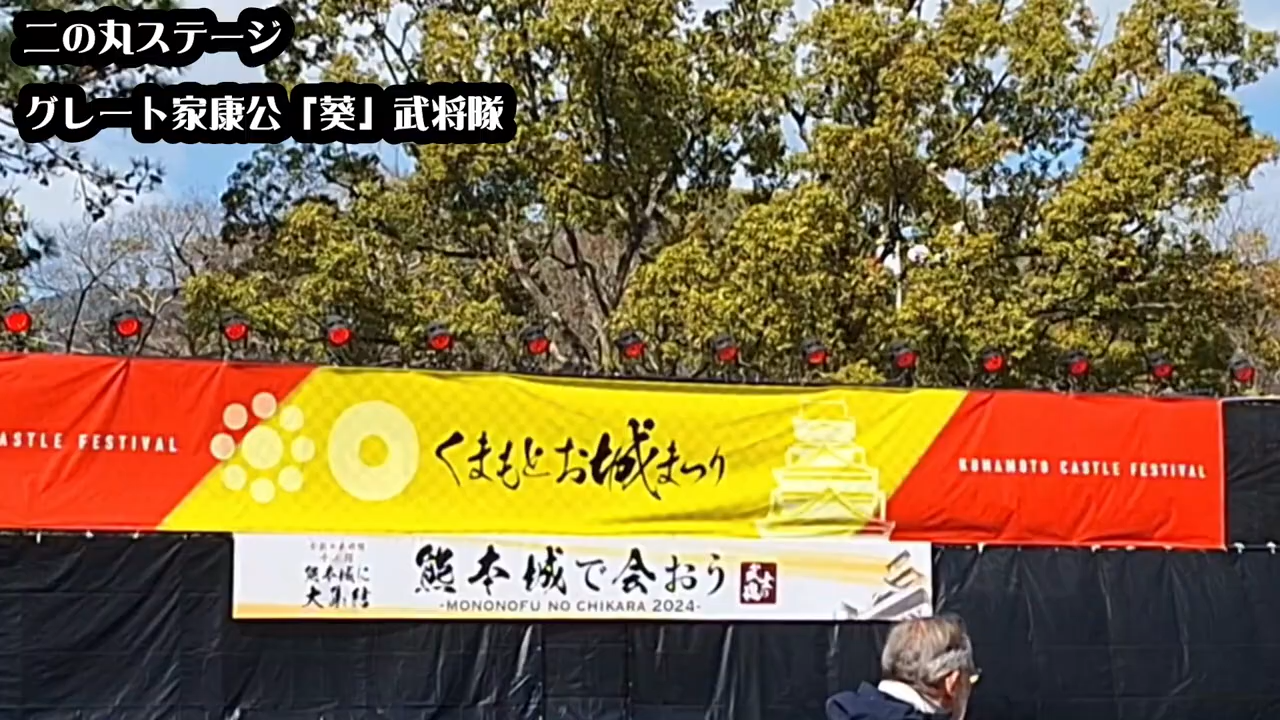 二の丸ステージ
グレート家康公「葵」武将隊
CASTLE FESTIVAL
くまもとお城まつり
KUMAMOTO CASTLE FESTIVAL
熊本城に
大集結
熊本城で会おう
-MONONOFU NO CHIKARA 2024-